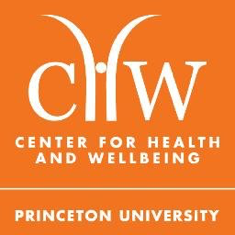 CHW
CENTER FOR HEALTH
AND WELLBEING
PRINCETON UNIVERSITY